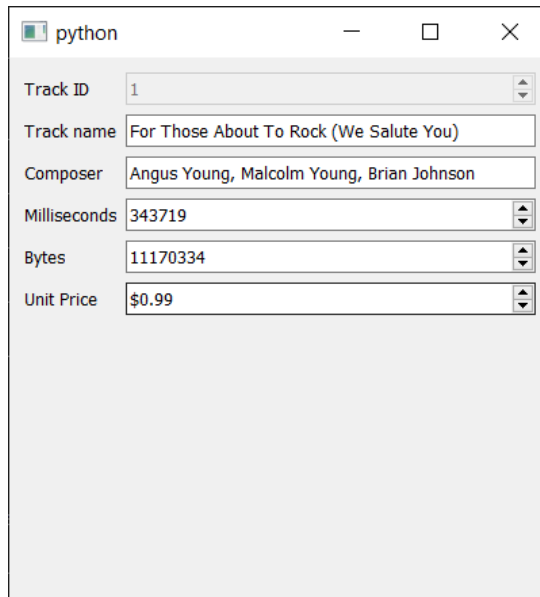 python
Track ID 1
Track name For Those About To Rock (We Salute You)
Composer Angus Young, Malcolm Young, Brian Johnson
Milliseconds 343719
Bytes 11170334
Unit Price $0.99